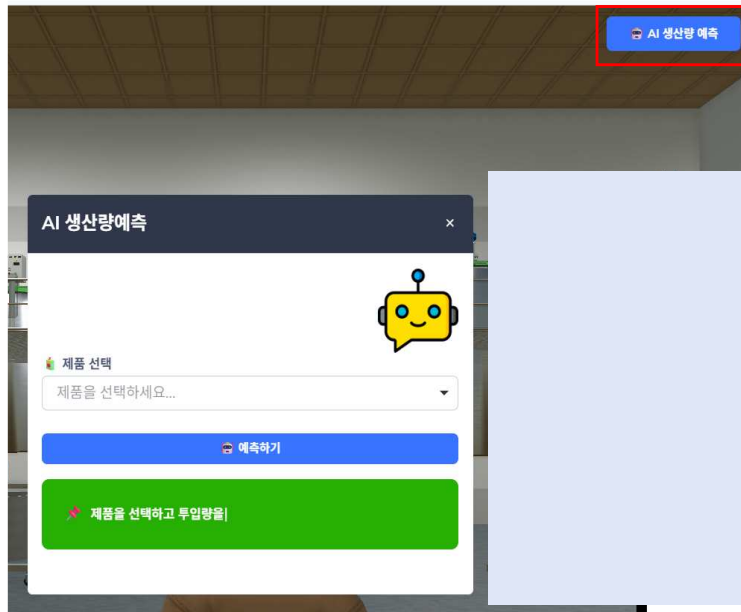 AI 생산량 예측
AI 생산량예측
×
제품 선택
제품을 선택하세요...
예측하기
제품을 선택하고 투입량을|